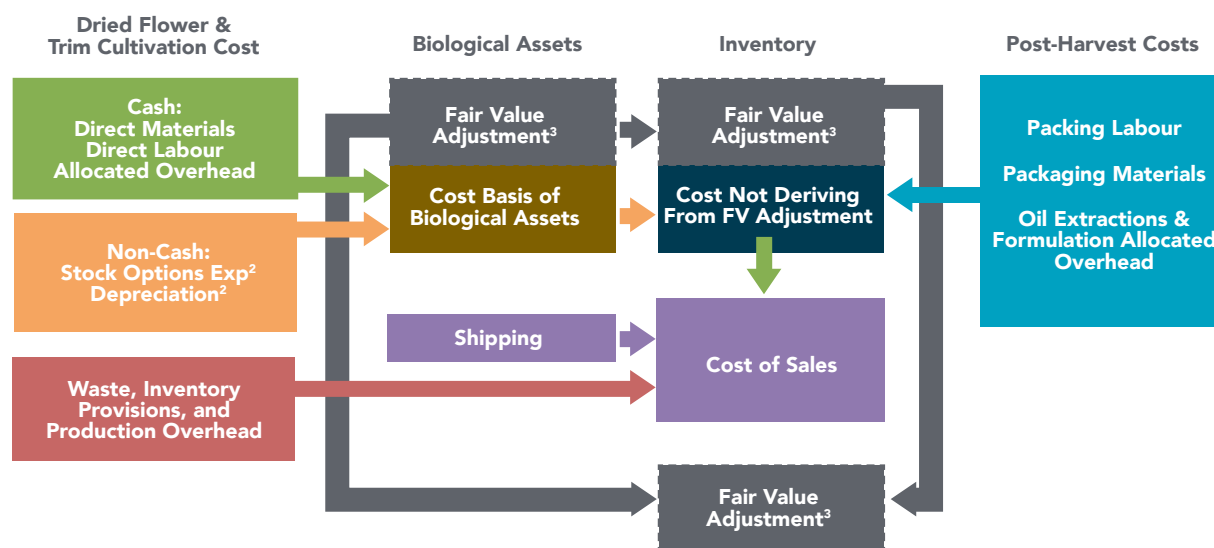 Dried Flower &
Trim Cultivation Cost
Biological Assets
Inventory
Post-Harvest Costs
Cash:
Direct Materials
Direct Labour
Allocated Overhead
Fair Value
Adjustment³
Fair Value
Adjustment³
Packing Labour
Packaging Materials
Oil Extractions &
Formulation Allocated
Overhead
Cost Basis of
Biological Assets
Cost Not Deriving
From FV Adjustment
Non-Cash:
Stock Options Exp²
Depreciation²
Shipping
Cost of Sales
Waste, Inventory
Provisions, and
Production Overhead
Fair Value
Adjustment³